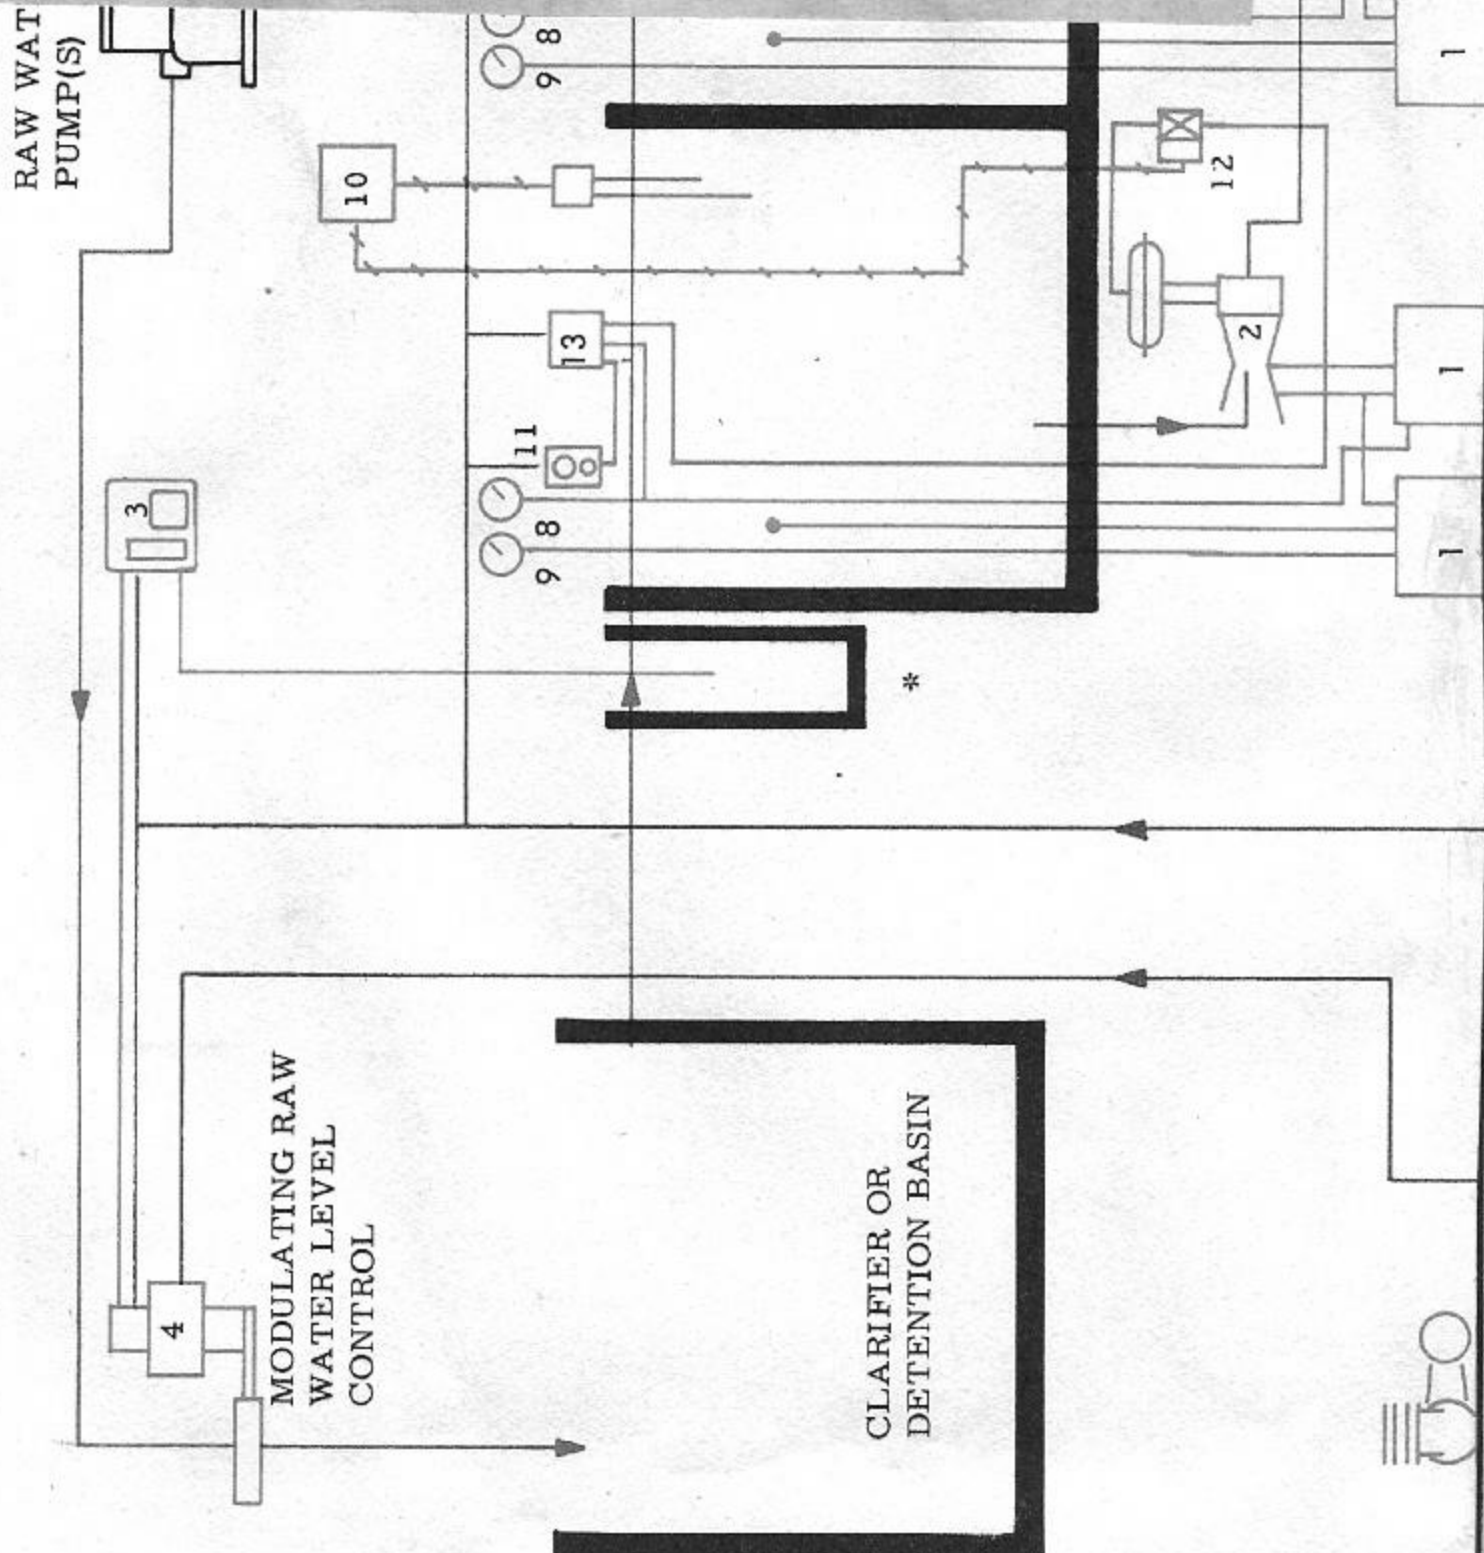 RAW WAT
PUMP(S)
3
4
MODULATING RAW
WATER LEVEL
CONTROL
10
11
9 8
9 8
13
CLARIFIER OR
DETENTION BASIN
*
12
2
1
1
1